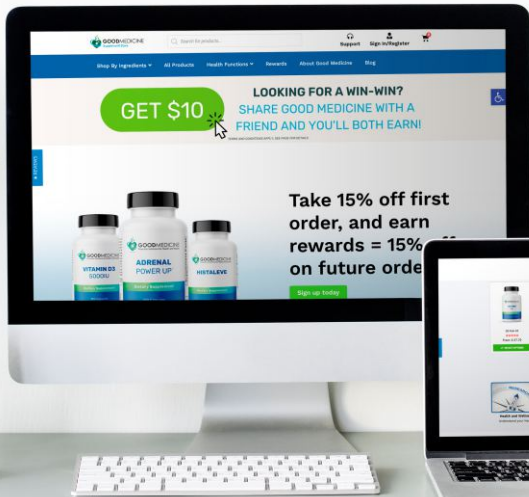 GOODMEDICINE
Search for products...
Support
Sign in/Register
Shop By Ingredients
All Products
Health Functions
Rewards
About Good Medicine
Blog
GET $10
LOOKING FOR A WIN-WIN?
SHARE GOOD MEDICINE WITH A
FRIEND AND YOU'LL BOTH EARN!
REVIEWS
Take 15% off first
order, and earn
rewards = 15%
on future
Sign up today
GOODMEDICINE
VITAMIN D3
5000IU
GOODMEDICINE
ADRENAL
POWER UP
GOODMEDICINE
HISTALEVE